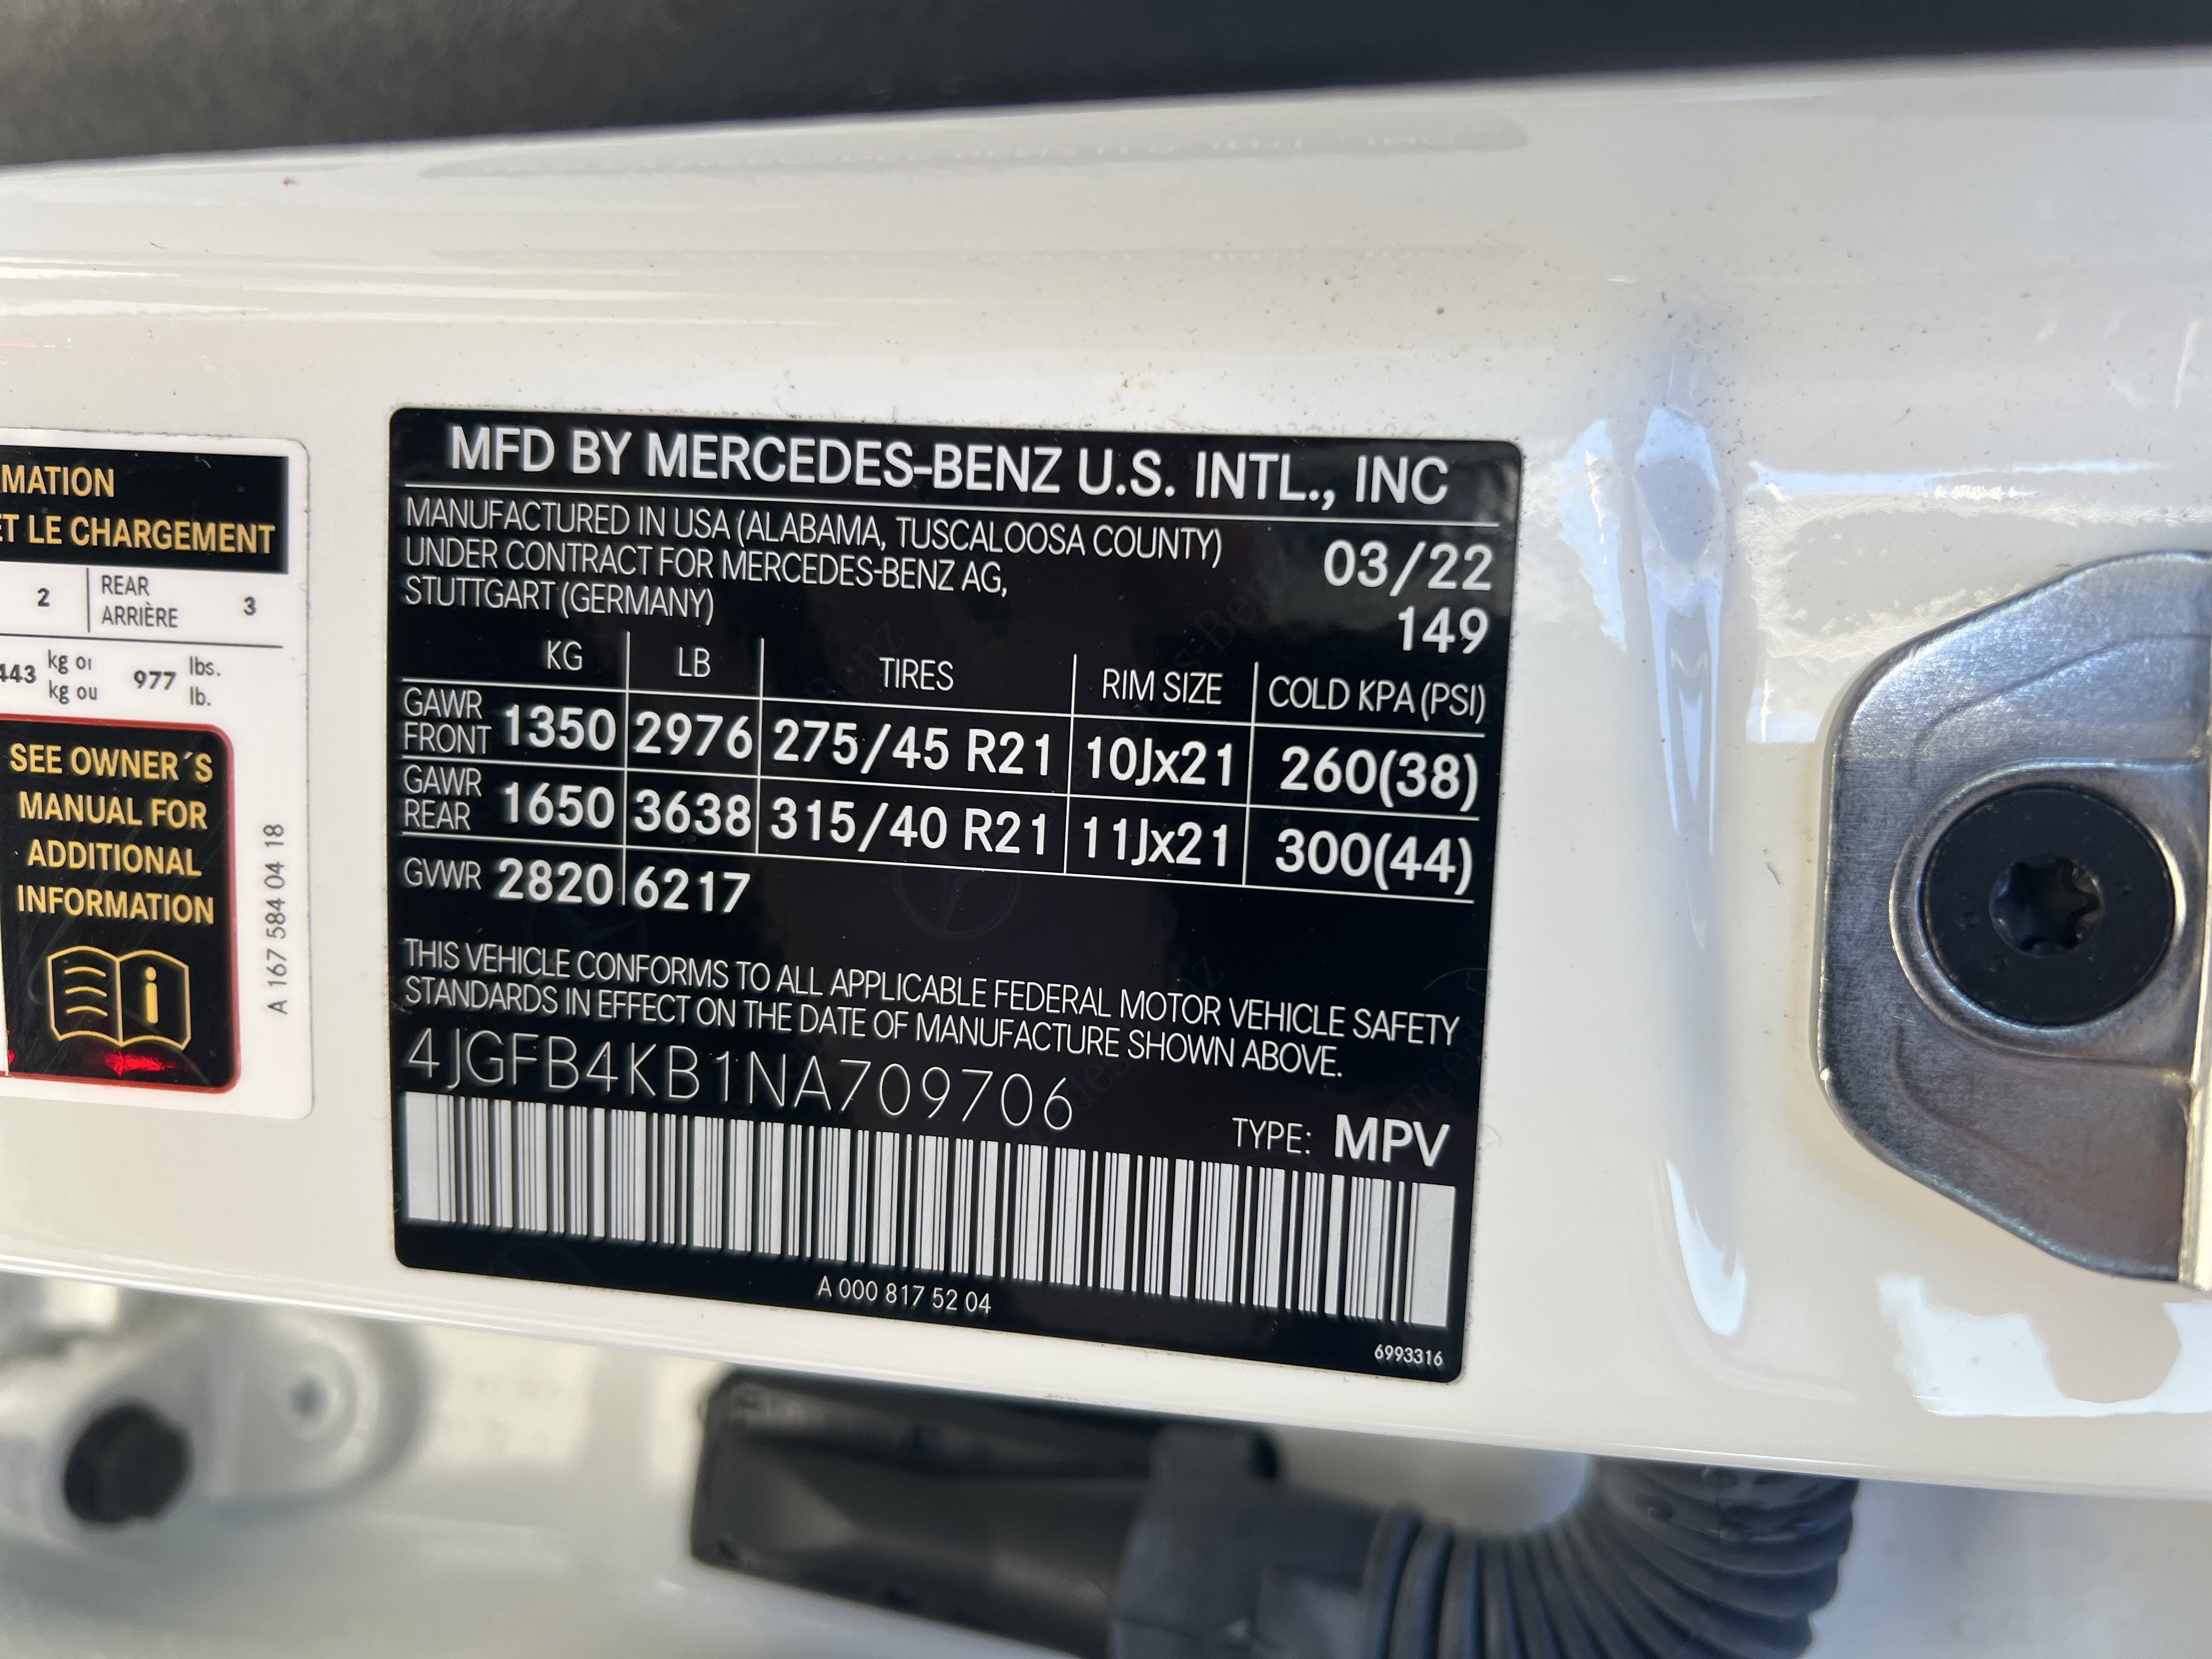 MATION
ET LE CHARGEMENT
2 REAR ARRIÈRE 3
443 kg or kg ou 977 lbs. lb.
SEE OWNER´S
MANUAL FOR
ADDITIONAL
INFORMATION
A 167 584 04 18
MFD BY MERCEDES-BENZ U.S. INTL., INC
MANUFACTURED IN USA (ALABAMA, TUSCALOOSA COUNTY)
UNDER CONTRACT FOR MERCEDES-BENZ AG,
STUTTGART (GERMANY)
03/22
149
KG LB TIRES RIM SIZE COLD KPA (PSI)
GAWR FRONT 1350 2976 275/45 R21 10Jx21 260(38)
GAWR REAR 1650 3638 315/40 R21 11Jx21 300(44)
GVWR 2820 6217
THIS VEHICLE CONFORMS TO ALL APPLICABLE FEDERAL MOTOR VEHICLE SAFETY
STANDARDS IN EFFECT ON THE DATE OF MANUFACTURE SHOWN ABOVE.
4JGFB4KB1NA709706
TYPE: MPV
A 000 817 52 04
6993316